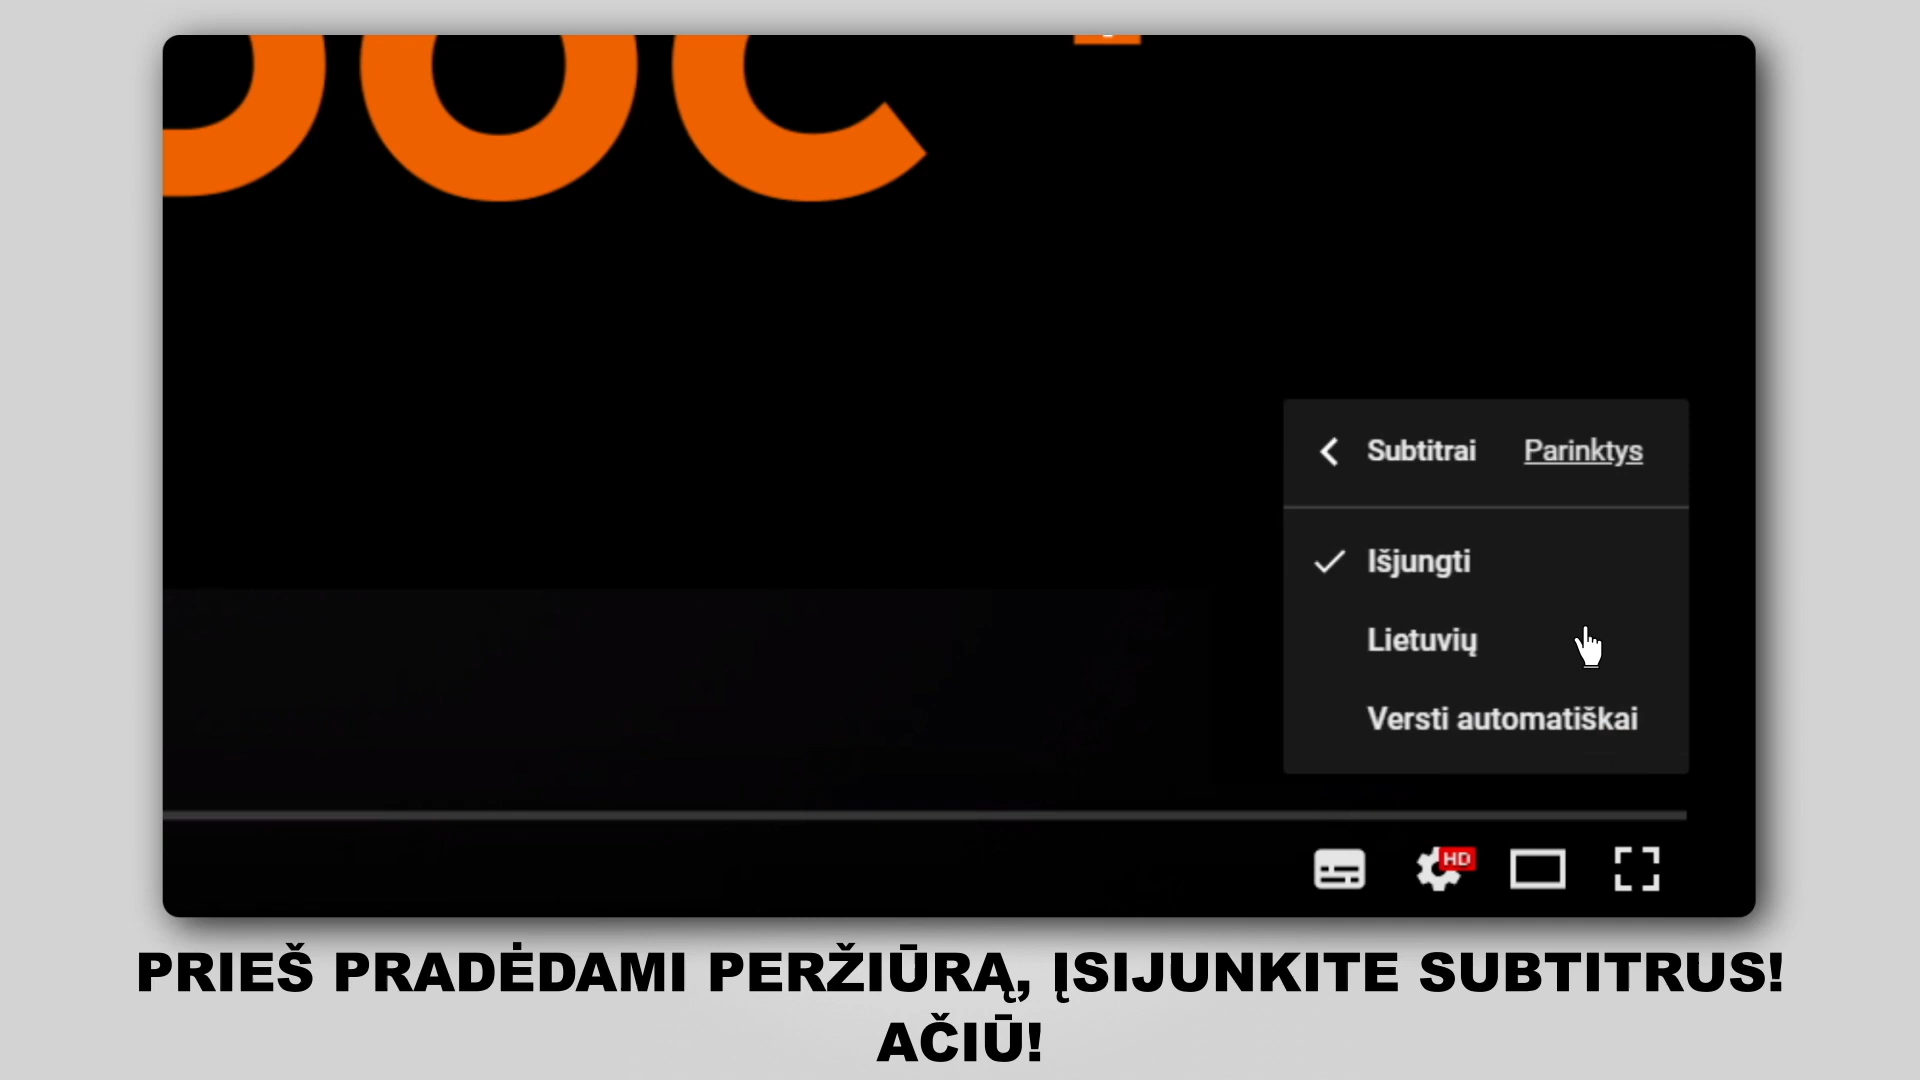 Subtitrai Parinktys
Išjungti
Lietuvių
Versti automatiškai
HD
PRIEŠ PRADĖDAMI PERŽIŪRĄ, ĮSIJUNKITE SUBTITRUS!
AČIŪ!